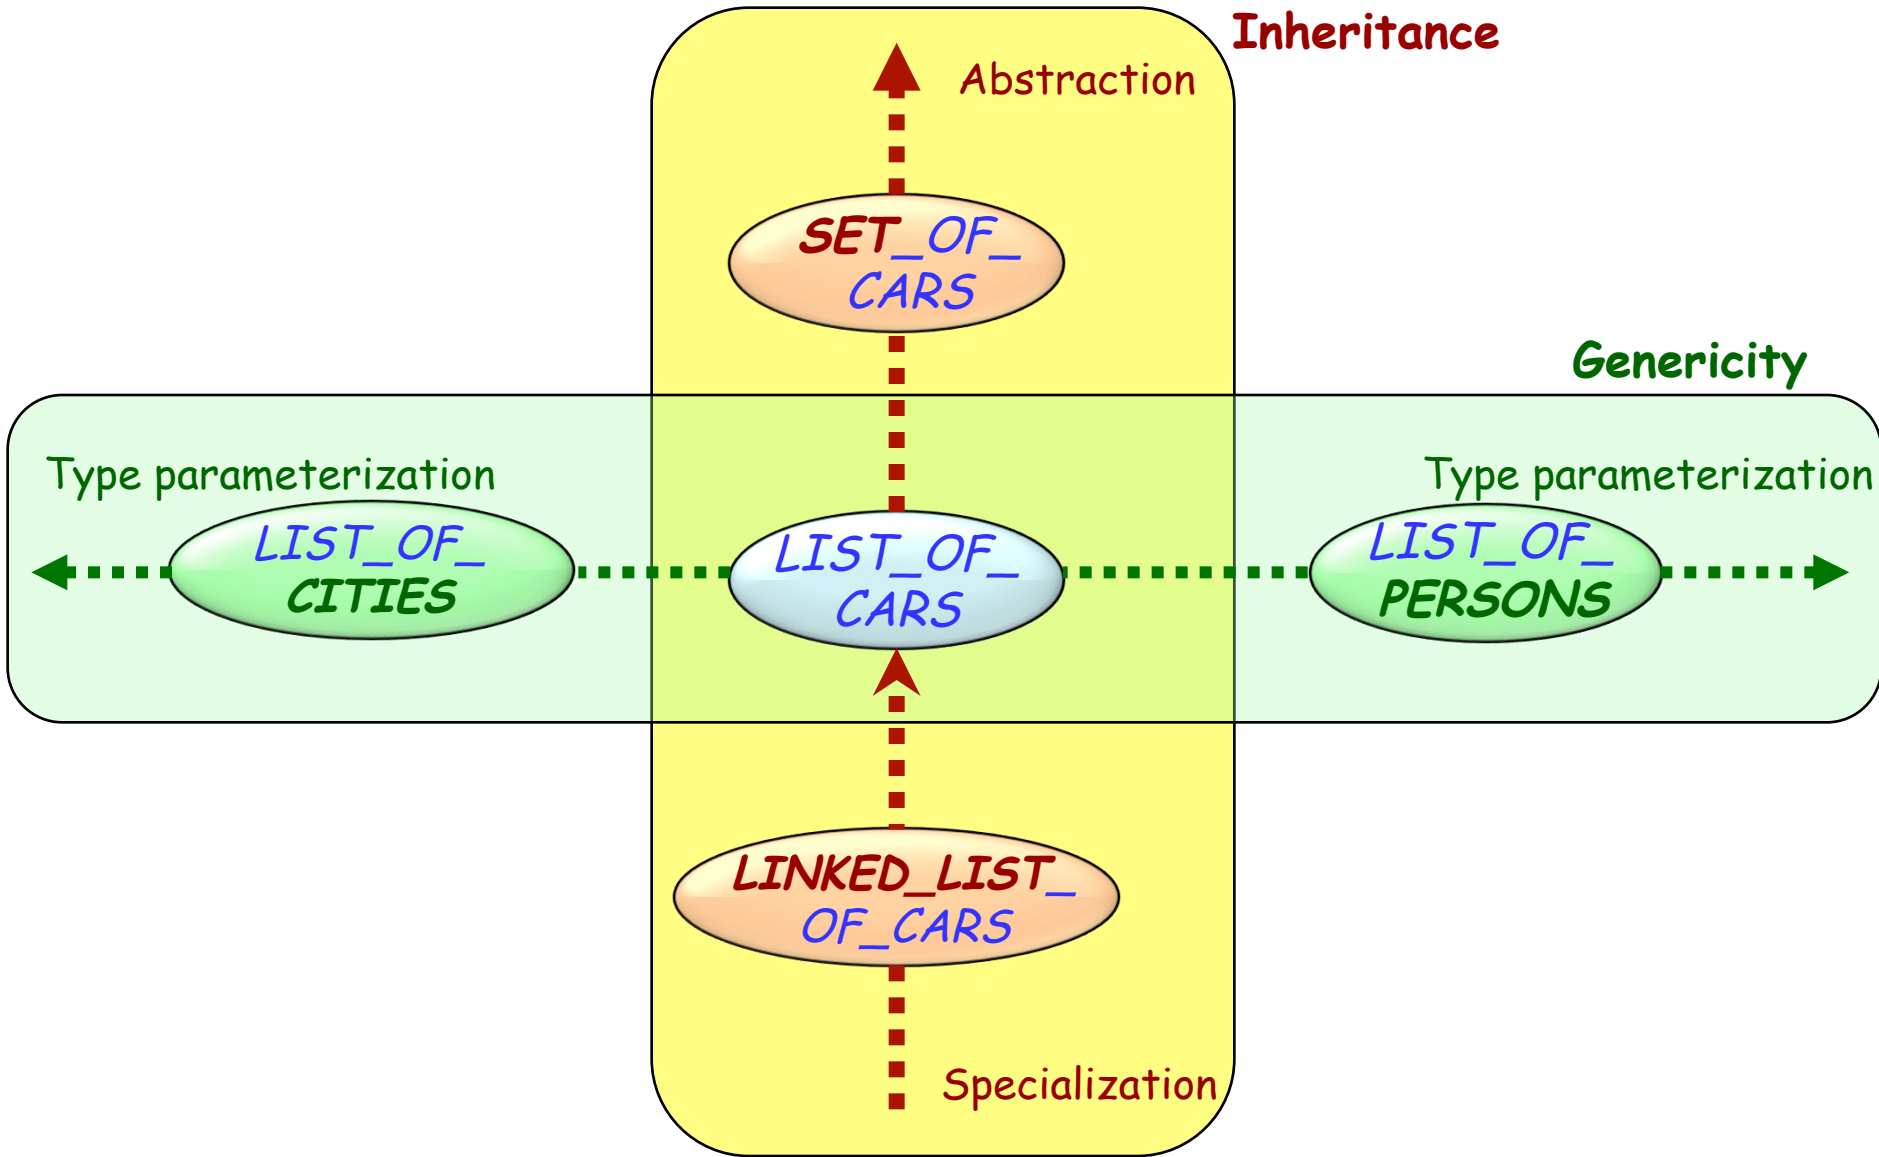 Inheritance
Abstraction
SET_OF_
CARS
Genericity
Type parameterization
Type parameterization
LIST_OF_
CITIES
LIST_OF_
CARS
LIST_OF_
PERSONS
LINKED_LIST_
OF_CARS
Specialization